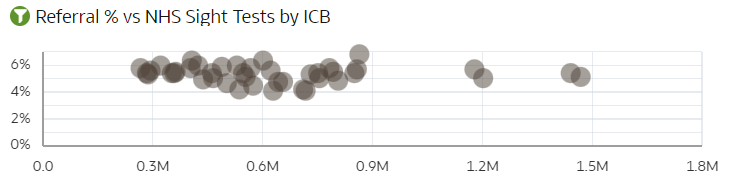 Referral % vs NHS Sight Tests by ICB
6%
4%
2%
0%
0.0 0.3M 0.6M 0.9M 1.2M 1.5M 1.8M